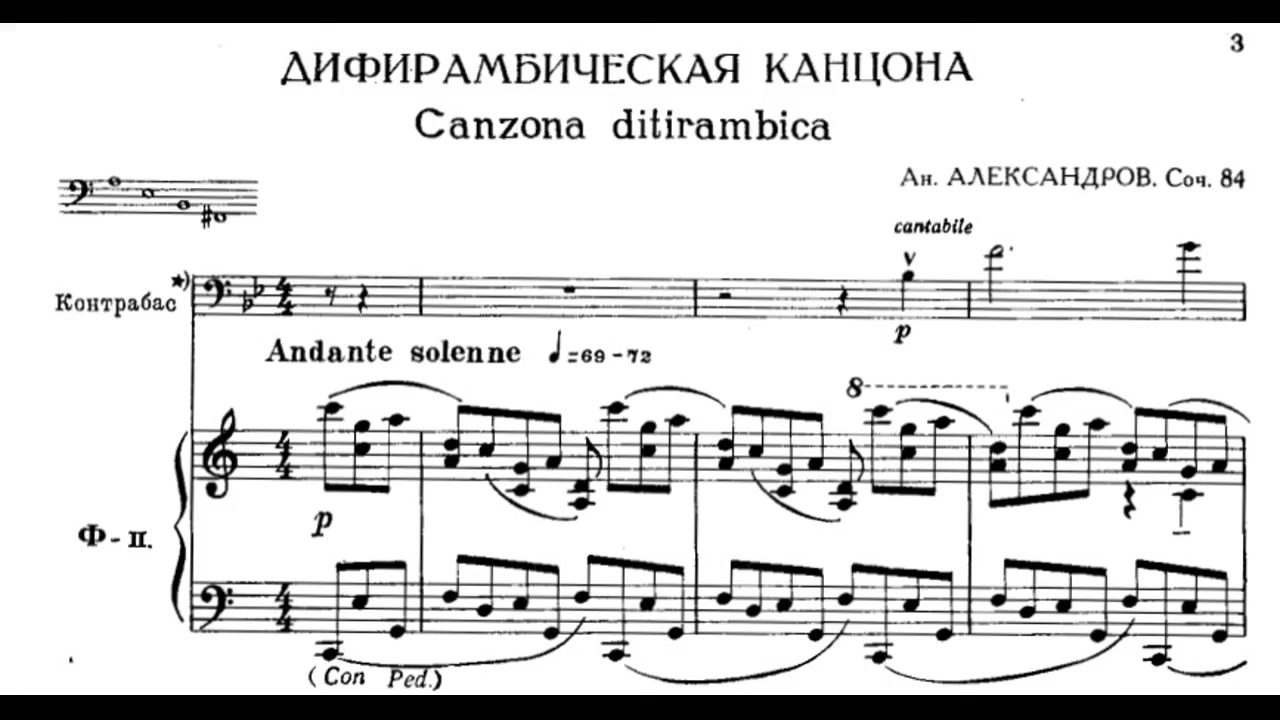 3
ДИФИРАМБИЧЕСКАЯ КАНЦОНА
Canzona ditirambica
Ан. АЛЕКСАНДРОВ. Соч. 84
cantabile
*)
Контрабас
p
Andante solenne ♩=69-72
8
Ф-п.
p
(Con Ped.)